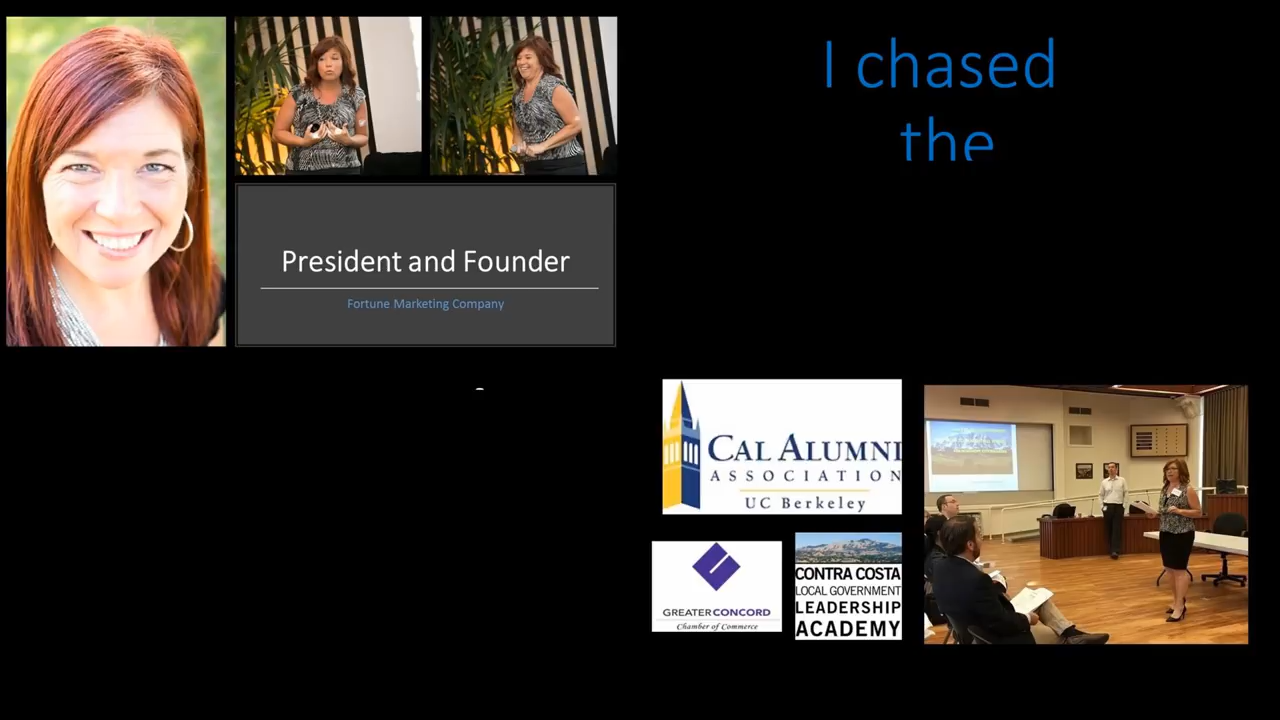 I chased
the
President and Founder
Fortune Marketing Company
CAL ALUMNI
ASSOCIATION
UC Berkeley
GREATER CONCORD
Chamber of Commerce
CONTRA COSTA
LOCAL GOVERNMENT
LEADERSHIP
ACADEMY